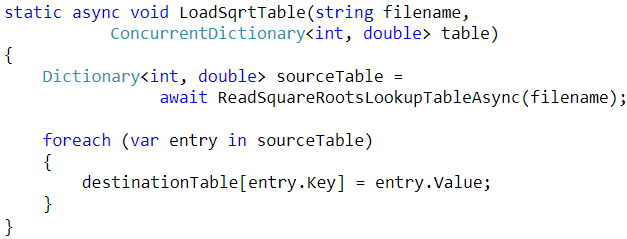 static async void LoadSqrtTable(string filename,
ConcurrentDictionary<int, double> table)
{
Dictionary<int, double> sourceTable =
await ReadSquareRootsLookupTableAsync(filename);
foreach (var entry in sourceTable)
{
destinationTable[entry.Key] = entry.Value;
}
}